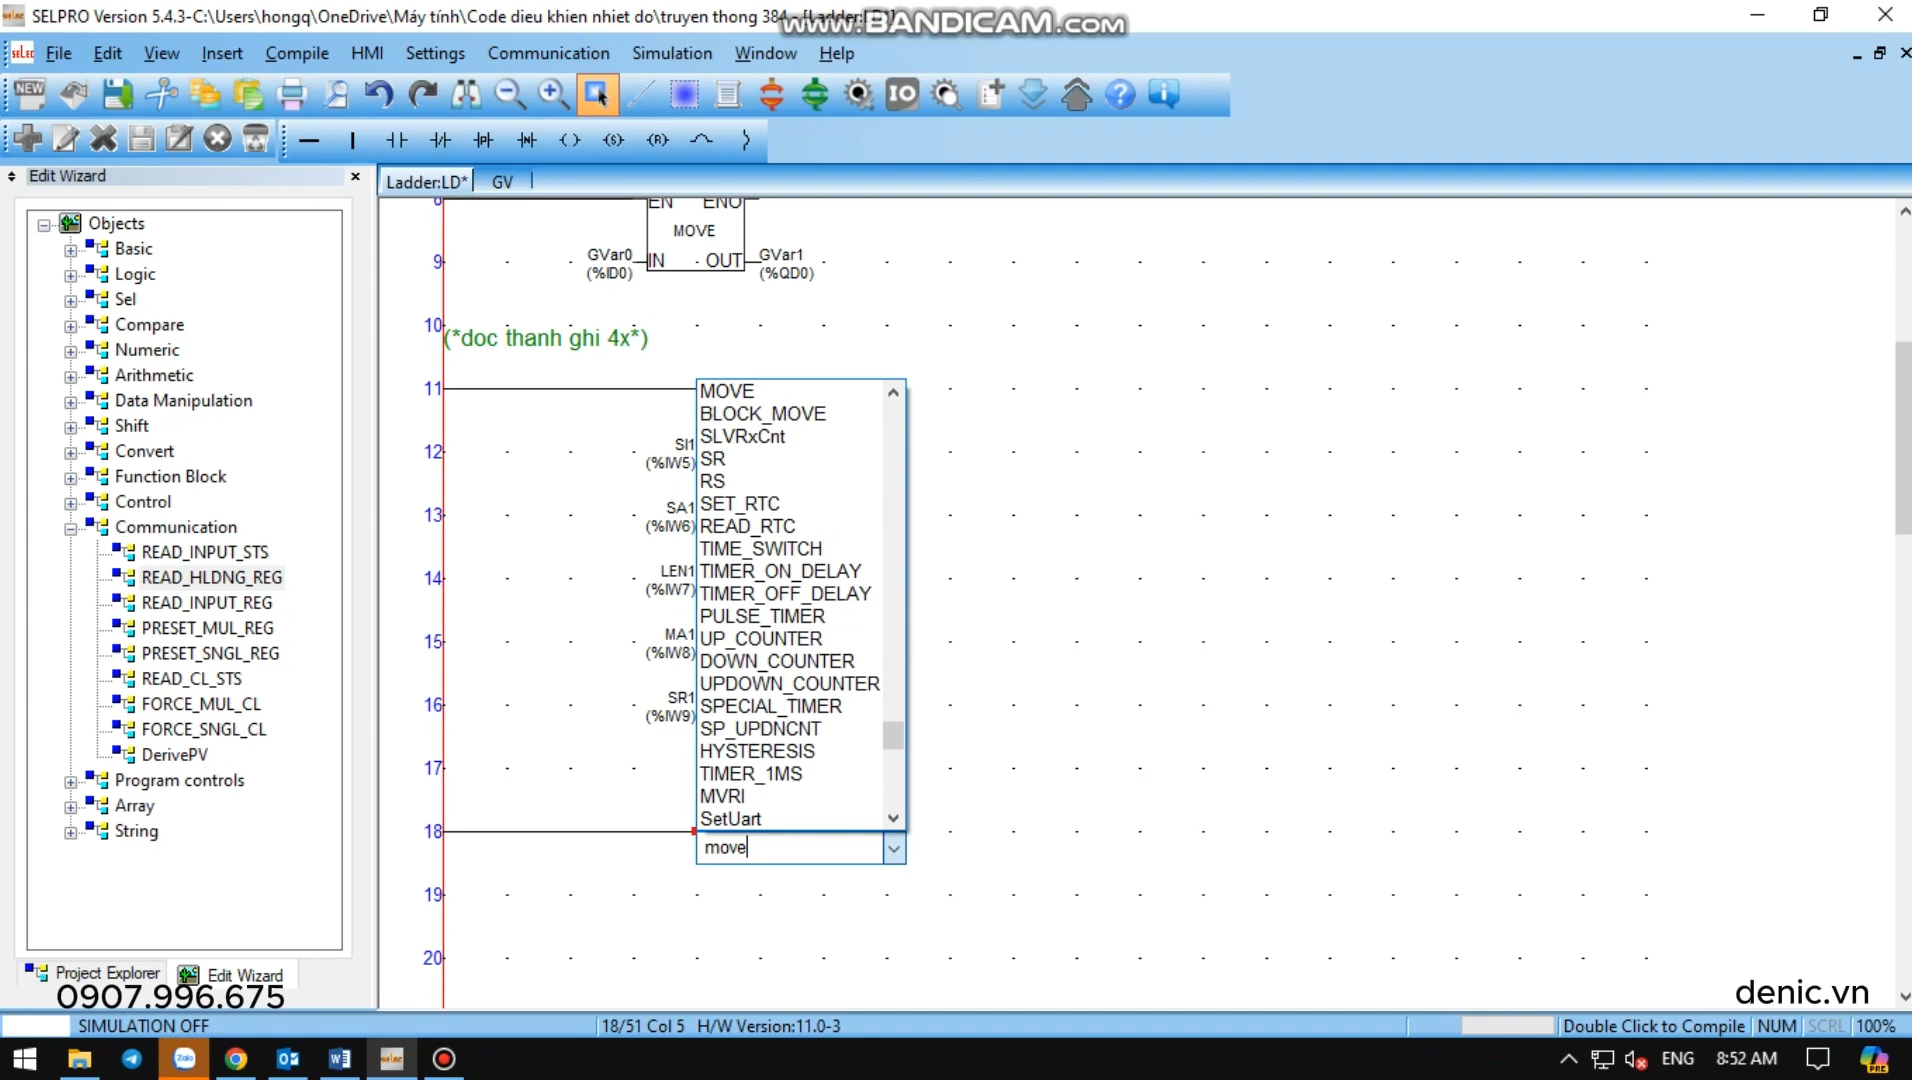 SELPRO Version 5.4.3-C:\Users\hongq\OneDrive\Máy tính\Code dieu khien nhiet do\truyen thong 384 - [Ladder:LD*]
www.BANDICAM.com
File Edit View Insert Compile HMI Settings Communication Simulation Window Help
NEW
IO
Edit Wizard
Ladder:LD* GV
Objects
Basic
Logic
Sel
Compare
Numeric
Arithmetic
Data Manipulation
Shift
Convert
Function Block
Control
Communication
READ_INPUT_STS
READ_HLDNG_REG
READ_INPUT_REG
PRESET_MUL_REG
PRESET_SNGL_REG
READ_CL_STS
FORCE_MUL_CL
FORCE_SNGL_CL
DerivePV
Program controls
Array
String
Project Explorer Edit Wizard
0907.996.675
EN ENO
MOVE
9 GVar0 IN OUT GVar1
(%ID0) (%QD0)
10
(*doc thanh ghi 4x*)
11
12 SI1
(%IW5)
13 SA1
(%IW6)
14 LEN1
(%IW7)
15 MA1
(%IW8)
16 SR1
(%IW9)
17
18
19
20
MOVE
BLOCK_MOVE
SLVRxCnt
SR
RS
SET_RTC
READ_RTC
TIME_SWITCH
TIMER_ON_DELAY
TIMER_OFF_DELAY
PULSE_TIMER
UP_COUNTER
DOWN_COUNTER
UPDOWN_COUNTER
SPECIAL_TIMER
SP_UPDNCNT
HYSTERESIS
TIMER_1MS
MVRI
SetUart
move
denic.vn
SIMULATION OFF 18/51 Col 5 H/W Version:11.0-3 Double Click to Compile NUM SCRL 100%
Zalo
ENG 8:52 AM